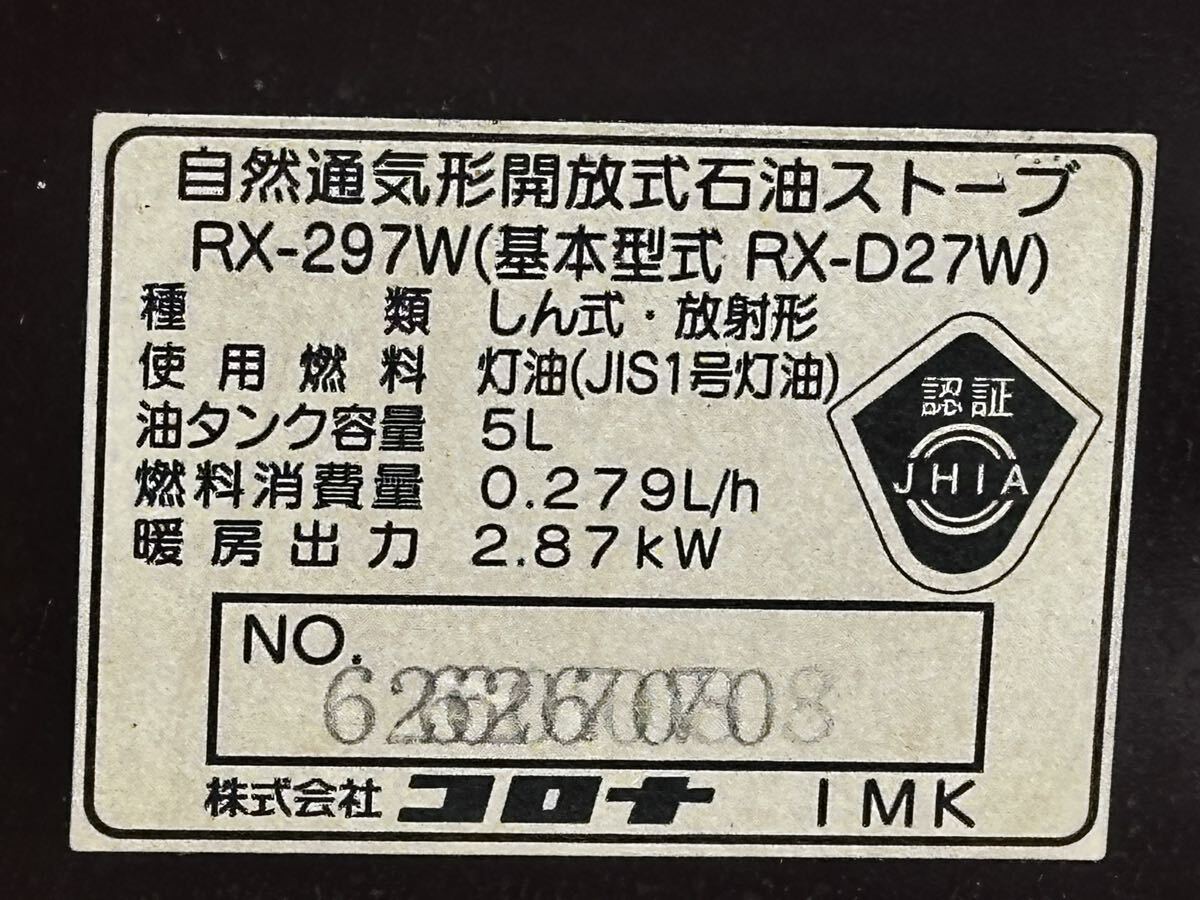 自然通気形開放式石油ストーブ
RX-297W(基本型式 RX-D27W)
種類 しん式・放射形
使用燃料 灯油(JIS1号灯油)
油タンク容量 5L
燃料消費量 0.279L/h
暖房出力 2.87kW
認証
JHIA
NO.
株式会社 コロナ IMK